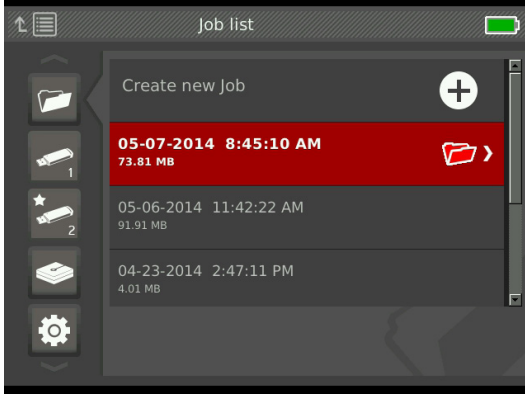 Job list
Create new Job
05-07-2014 8:45:10 AM
73.81 MB
1
05-06-2014 11:42:22 AM
91.91 MB
2
04-23-2014 2:47:11 PM
4.01 MB